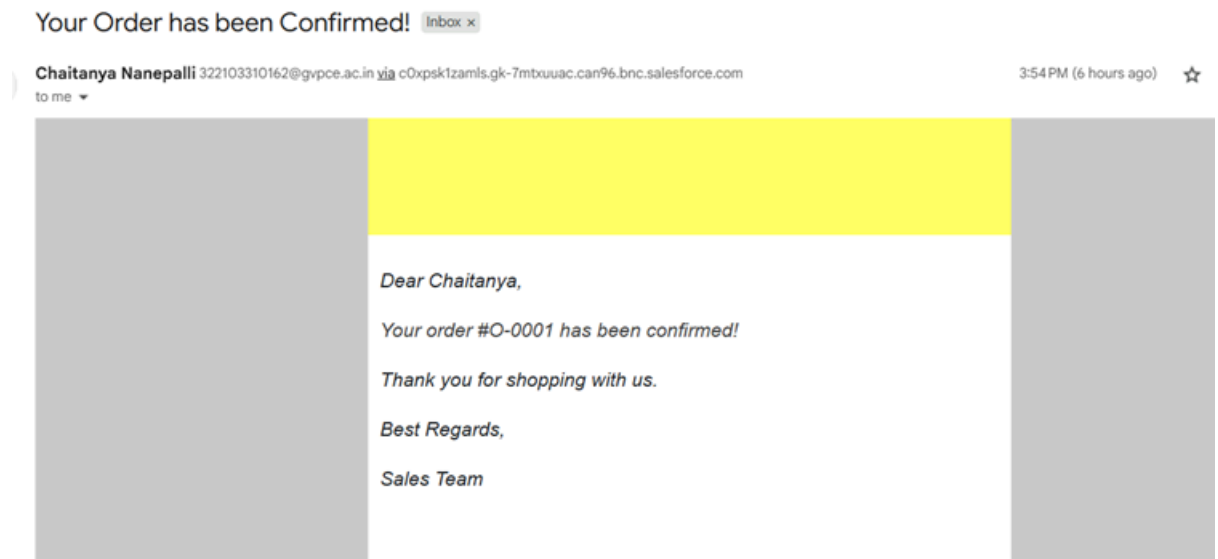 Your Order has been Confirmed! Inbox ×
Chaitanya Nanepalli 322103310162@gvpce.ac.in via c0xpsk1zamls.gk-7mtxuuac.can96.bnc.salesforce.com 3:54 PM (6 hours ago)
to me
Dear Chaitanya,
Your order #O-0001 has been confirmed!
Thank you for shopping with us.
Best Regards,
Sales Team